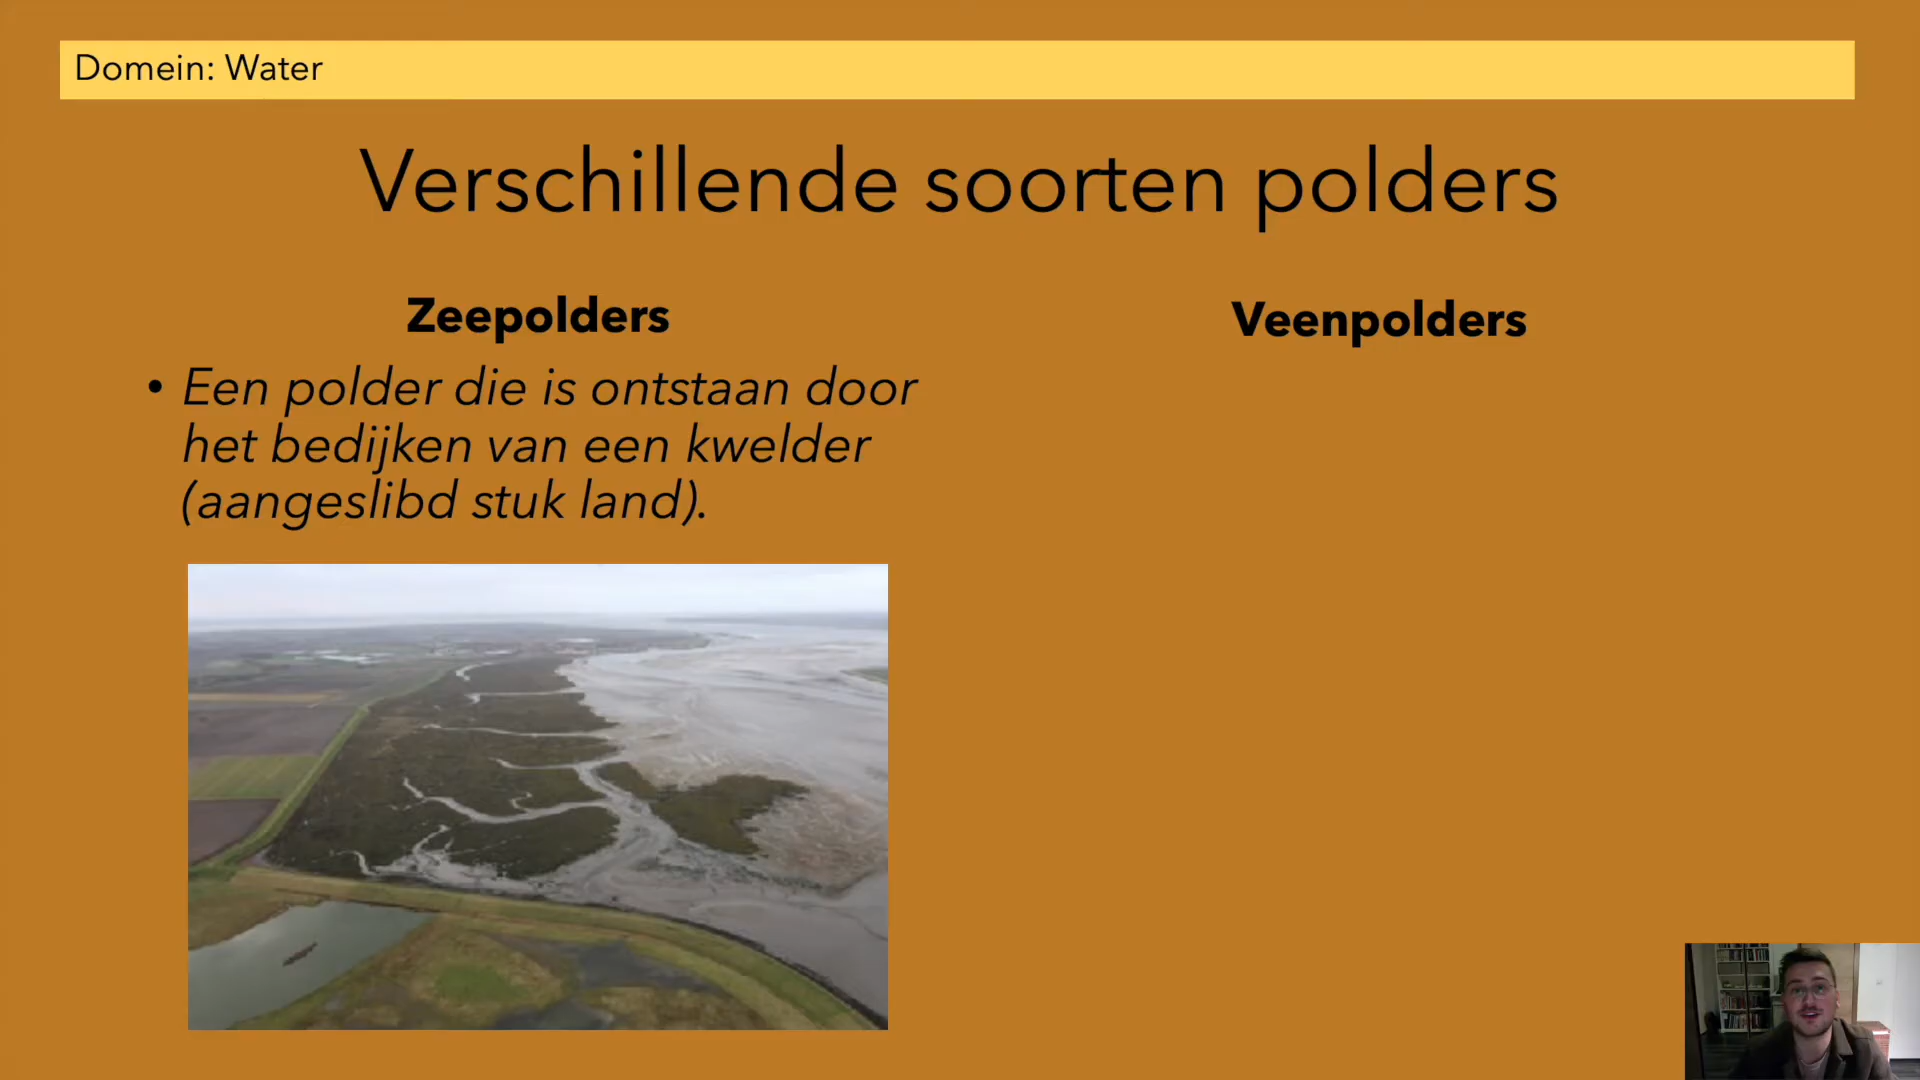 Domein: Water
Verschillende soorten polders
Zeepolders
• Een polder die is ontstaan door
het bedijken van een kwelder
(aangeslibd stuk land).
Veenpolders